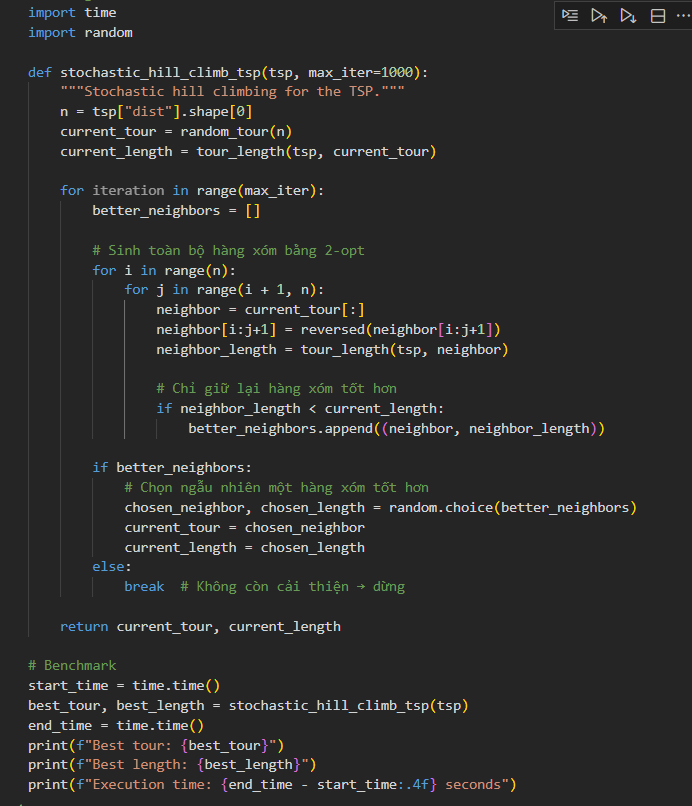 import time
import random
def stochastic_hill_climb_tsp(tsp, max_iter=1000):
    """Stochastic hill climbing for the TSP."""
    n = tsp["dist"].shape[0]
    current_tour = random_tour(n)
    current_length = tour_length(tsp, current_tour)
    for iteration in range(max_iter):
        better_neighbors = []
        # Sinh toàn bộ hàng xóm bằng 2-opt
        for i in range(n):
            for j in range(i + 1, n):
                neighbor = current_tour[:]
                neighbor[i:j+1] = reversed(neighbor[i:j+1])
                neighbor_length = tour_length(tsp, neighbor)
                # Chỉ giữ lại hàng xóm tốt hơn
                if neighbor_length < current_length:
                    better_neighbors.append((neighbor, neighbor_length))
        if better_neighbors:
            # Chọn ngẫu nhiên một hàng xóm tốt hơn
            chosen_neighbor, chosen_length = random.choice(better_neighbors)
            current_tour = chosen_neighbor
            current_length = chosen_length
        else:
            break  # Không còn cải thiện → dừng
    return current_tour, current_length
# Benchmark
start_time = time.time()
best_tour, best_length = stochastic_hill_climb_tsp(tsp)
end_time = time.time()
print(f"Best tour: {best_tour}")
print(f"Best length: {best_length}")
print(f"Execution time: {end_time - start_time:.4f} seconds")